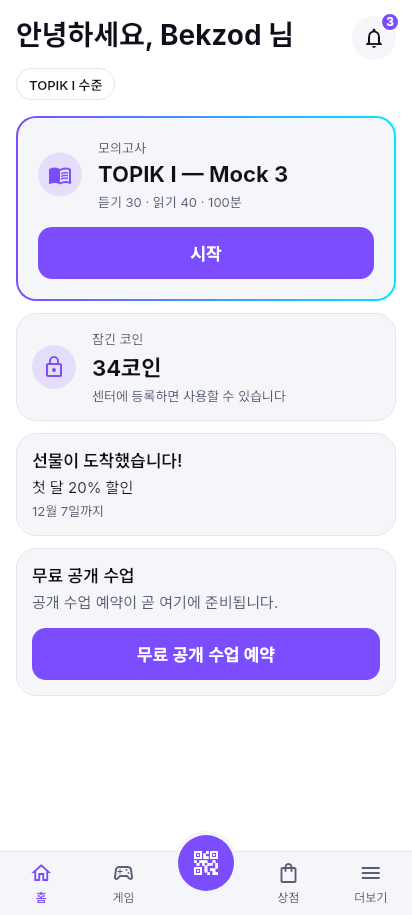 안녕하세요, Bekzod 님
3
TOPIK I 수준
모의고사
TOPIK I — Mock 3
듣기 30 · 읽기 40 · 100분
시작
잠긴 코인
34코인
센터에 등록하면 사용할 수 있습니다
선물이 도착했습니다!
첫 달 20% 할인
12월 7일까지
무료 공개 수업
공개 수업 예약이 곧 여기에 준비됩니다.
무료 공개 수업 예약
홈
게임
상점
더보기